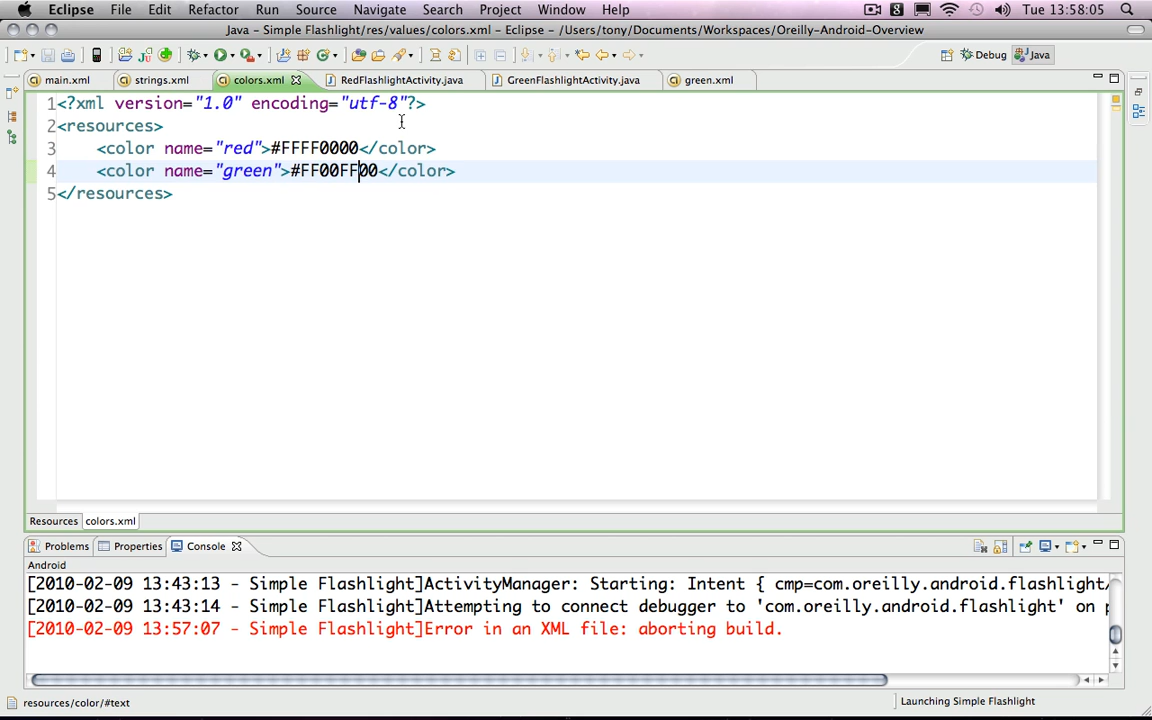 Eclipse File Edit Refactor Run Source Navigate Search Project Window Help Tue 13:58:05
Java - Simple Flashlight/res/values/colors.xml - Eclipse - /Users/tony/Documents/Workspaces/Oreilly-Android-Overview
Debug Java
main.xml strings.xml colors.xml RedFlashlightActivity.java GreenFlashlightActivity.java green.xml
1<?xml version="1.0" encoding="utf-8"?>
2<resources>
3 <color name="red">#FFFF0000</color>
4 <color name="green">#FF00FF00</color>
5</resources>
Resources colors.xml
Problems Properties Console
Android
[2010-02-09 13:43:13 - Simple Flashlight]ActivityManager: Starting: Intent { cmp=com.oreilly.android.flashlight/
[2010-02-09 13:43:14 - Simple Flashlight]Attempting to connect debugger to 'com.oreilly.android.flashlight' on p
[2010-02-09 13:57:07 - Simple Flashlight]Error in an XML file: aborting build.
resources/color/#text Launching Simple Flashlight